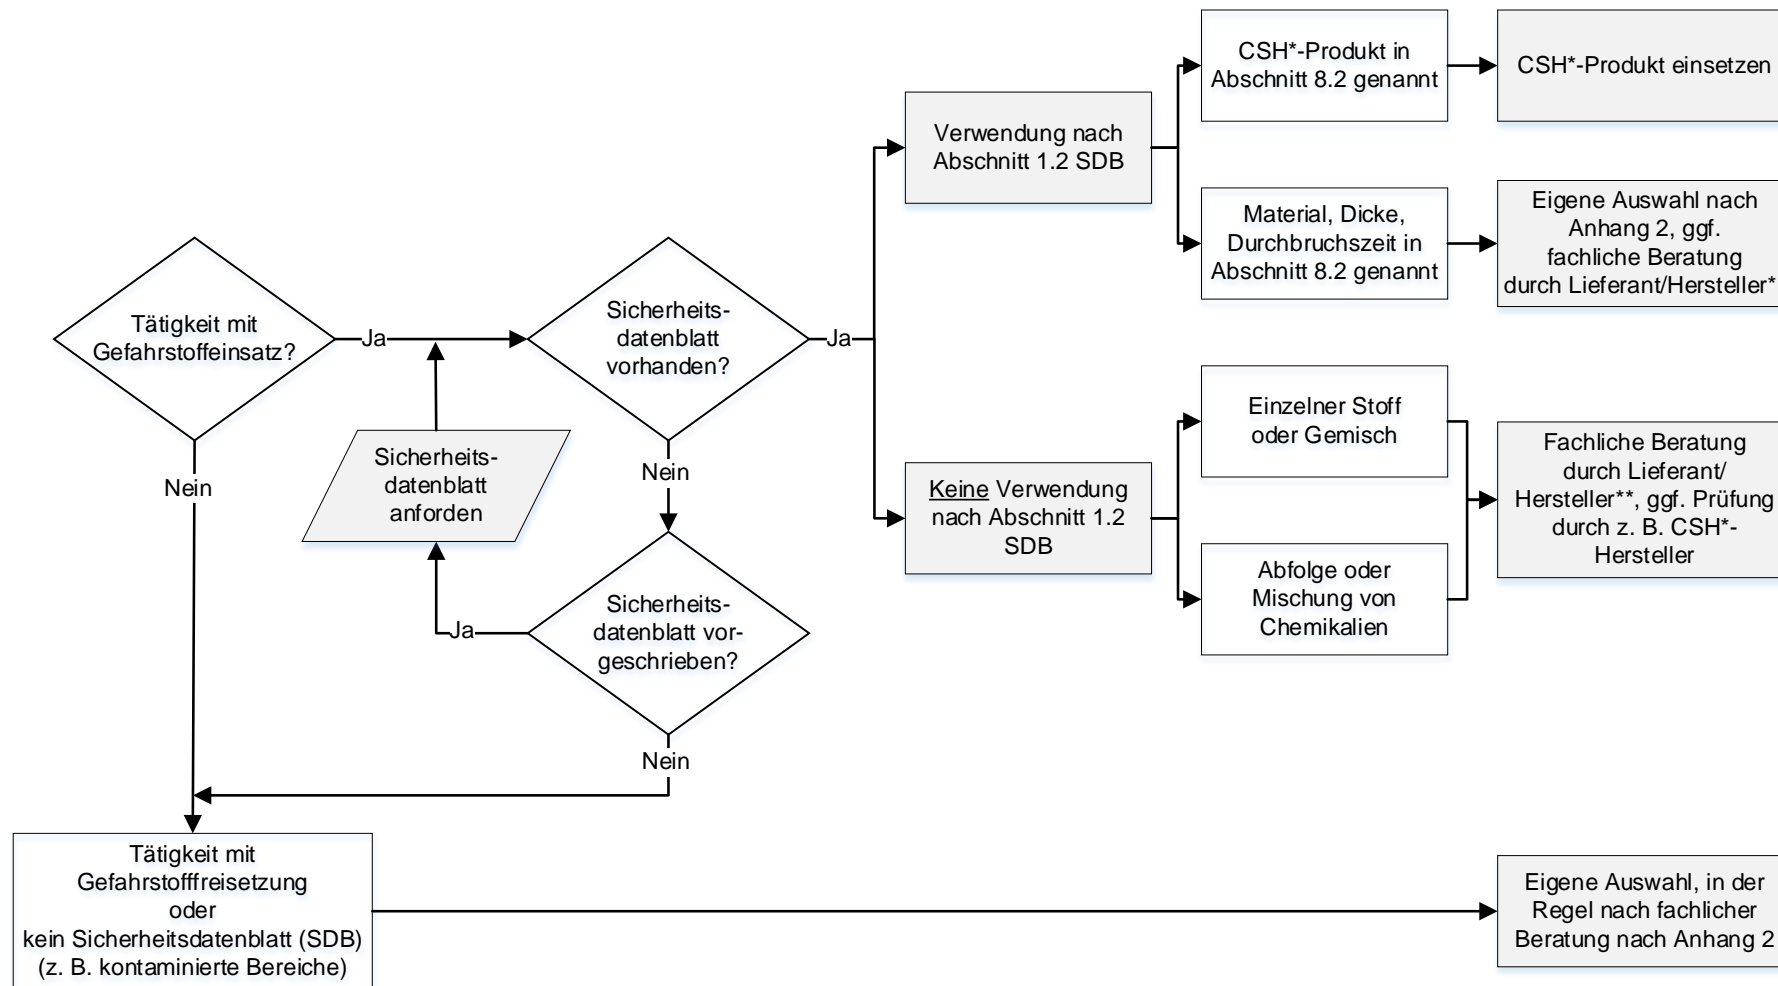 CSH*-Produkt in
Abschnitt 8.2 genannt
CSH*-Produkt einsetzen
Verwendung nach
Abschnitt 1.2 SDB
Material, Dicke,
Durchbruchszeit in
Abschnitt 8.2 genannt
Eigene Auswahl nach
Anhang 2, ggf.
fachliche Beratung
durch Lieferant/Hersteller*
Tätigkeit mit
Gefahrstoffeinsatz?
Ja
Sicherheits-
datenblatt
vorhanden?
Ja
Nein
Sicherheits-
datenblatt
anforden
Nein
Einzelner Stoff
oder Gemisch
Keine Verwendung
nach Abschnitt 1.2
SDB
Fachliche Beratung
durch Lieferant/
Hersteller**, ggf. Prüfung
durch z. B. CSH*-
Hersteller
Abfolge oder
Mischung von
Chemikalien
Ja
Sicherheits-
datenblatt vor-
geschrieben?
Nein
Tätigkeit mit
Gefahrstofffreisetzung
oder
kein Sicherheitsdatenblatt (SDB)
(z. B. kontaminierte Bereiche)
Eigene Auswahl, in der
Regel nach fachlicher
Beratung nach Anhang 2